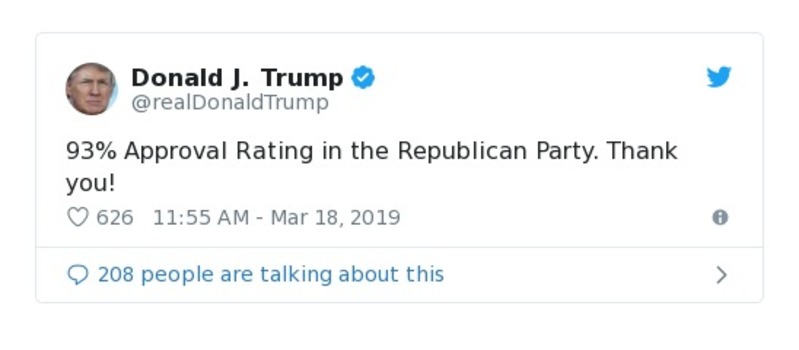 Donald J. Trump
@realDonaldTrump
93% Approval Rating in the Republican Party. Thank
you!
626 11:55 AM - Mar 18, 2019
208 people are talking about this